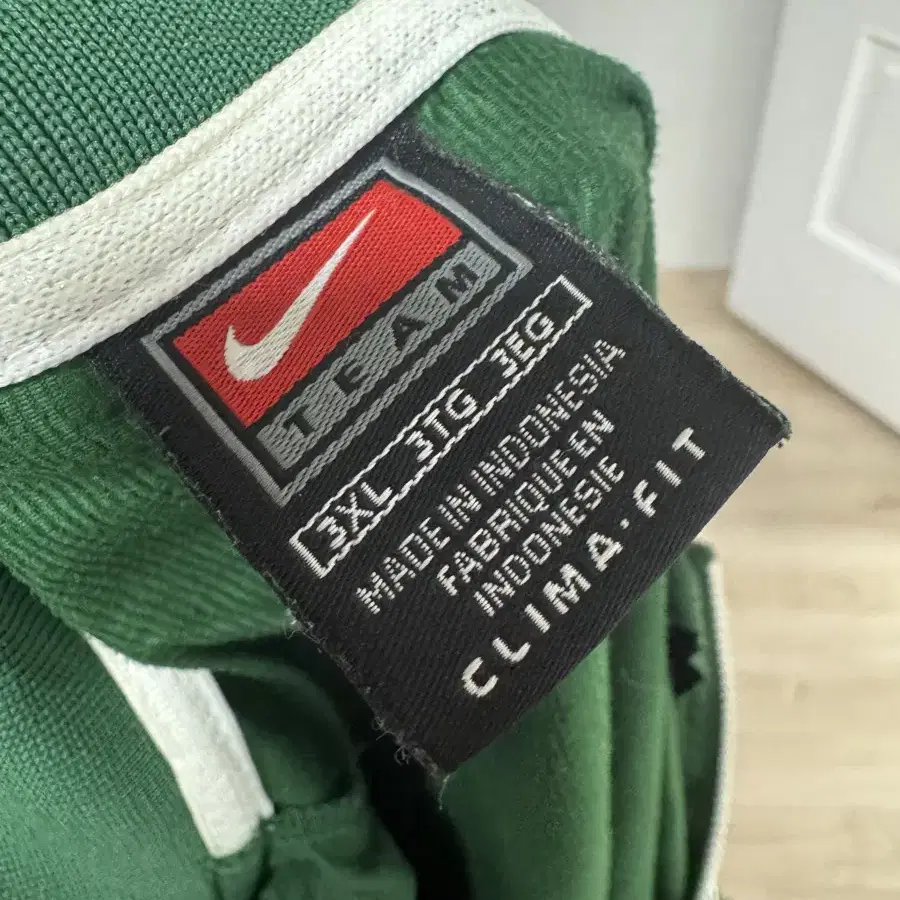 TEAM
3XL 3TG 3EG
MADE IN INDONESIA
FABRIQUE EN
INDONESIE
CLIMA·FIT